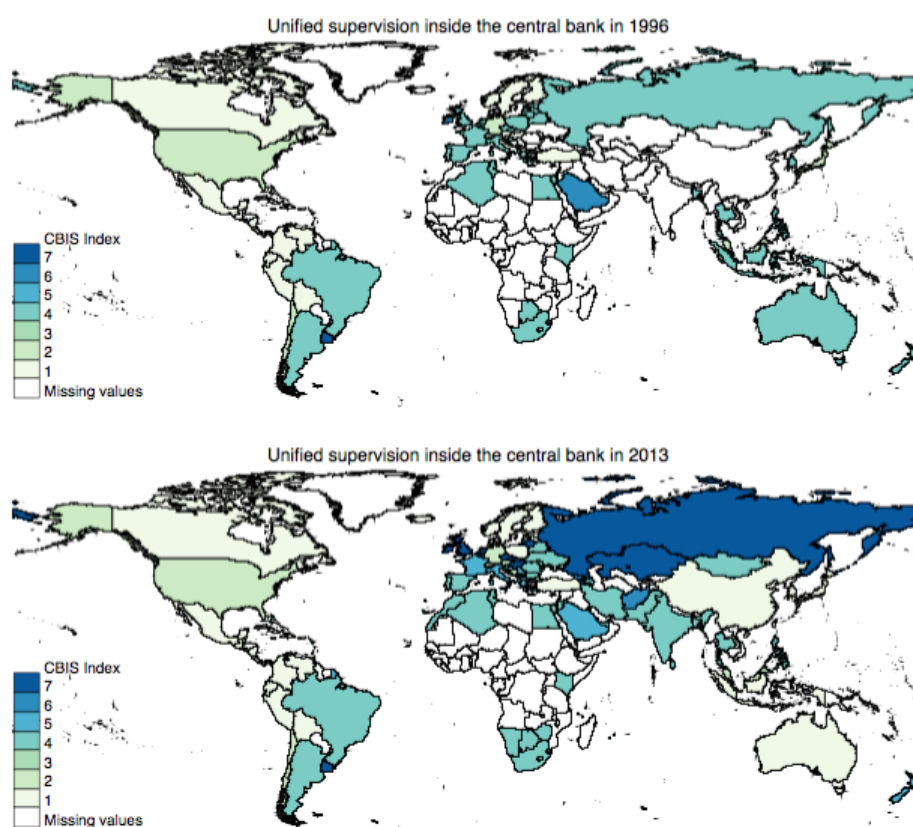 Unified supervision inside the central bank in 1996
CBIS Index
7
6
5
4
3
2
1
Missing values
Unified supervision inside the central bank in 2013
CBIS Index
7
6
5
4
3
2
1
Missing values